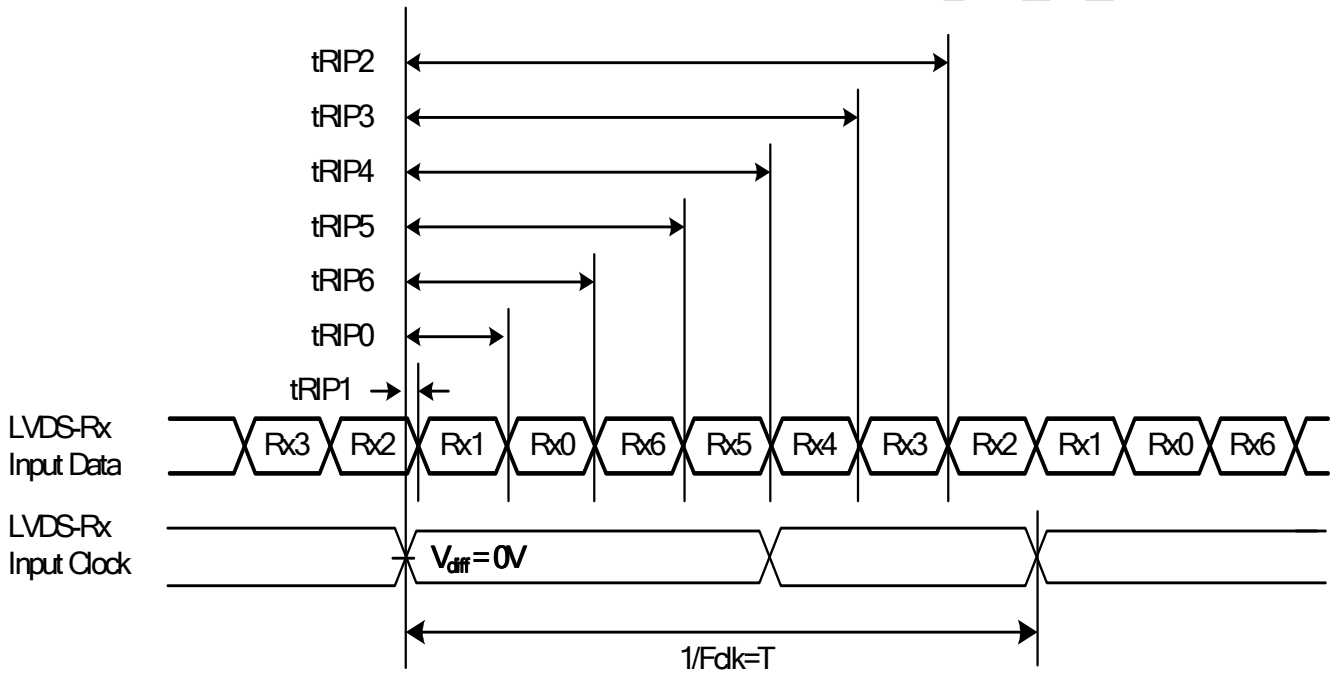 tRIP2
tRIP3
tRIP4
tRIP5
tRIP6
tRIP0
tRIP1
LVDS-Rx
Input Data
Rx3 Rx2 Rx1 Rx0 Rx6 Rx5 Rx4 Rx3 Rx2 Rx1 Rx0 Rx6
LVDS-Rx
Input Clock
Vdiff = 0V
1/Fclk=T